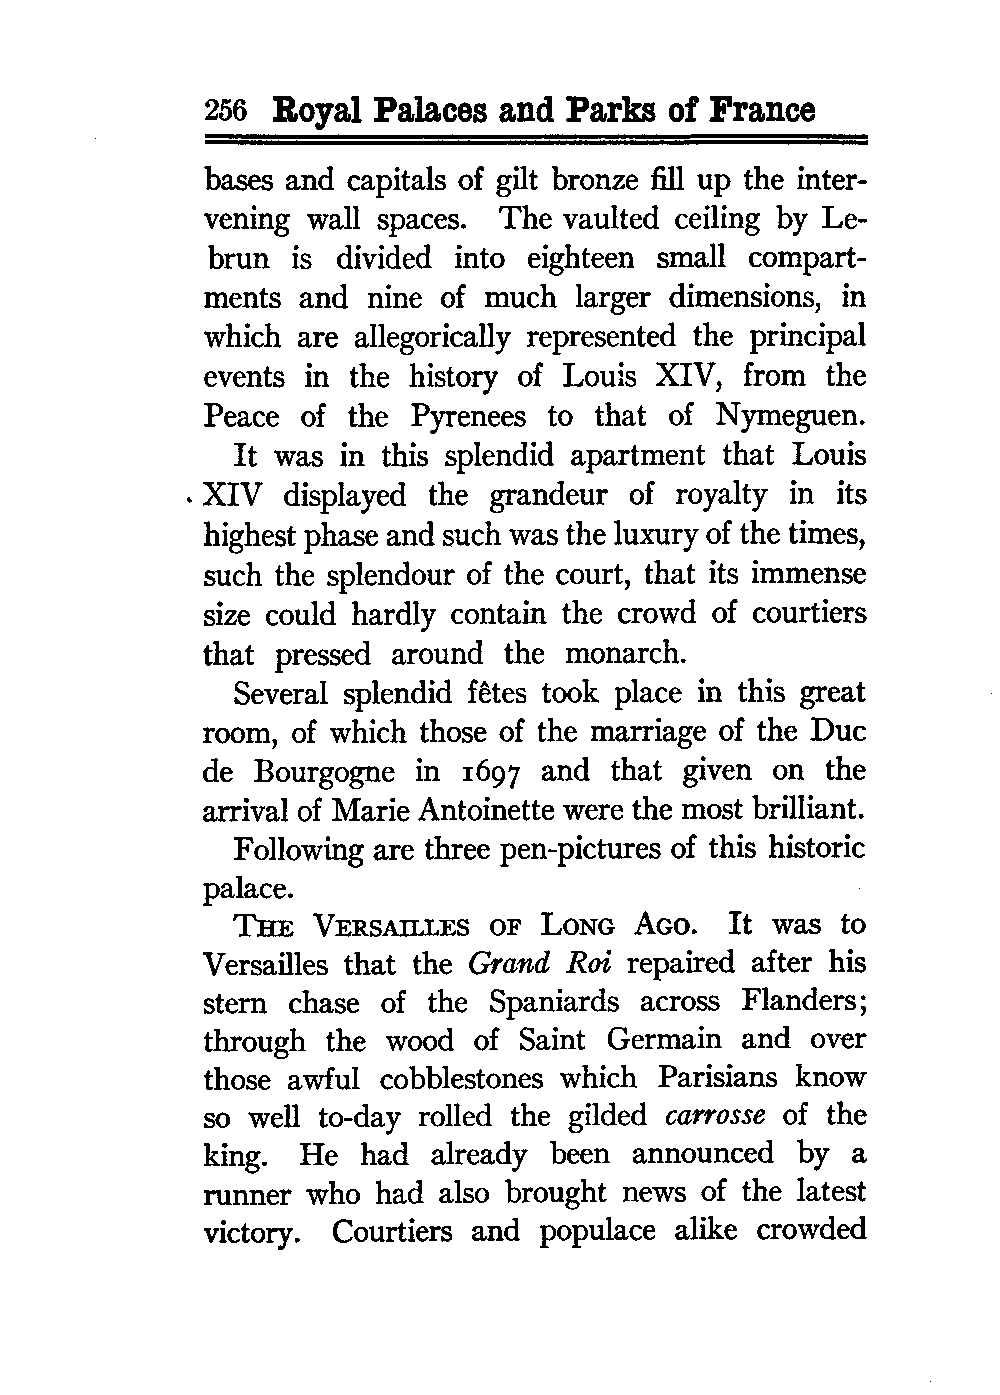 256 Royal Palaces and Parks of France
bases and capitals of gilt bronze fill up the inter-
vening wall spaces. The vaulted ceiling by Le-
brun is divided into eighteen small compart-
ments and nine of much larger dimensions, in
which are allegorically represented the principal
events in the history of Louis XIV, from the
Peace of the Pyrenees to that of Nymeguen.
It was in this splendid apartment that Louis
XIV displayed the grandeur of royalty in its
highest phase and such was the luxury of the times,
such the splendour of the court, that its immense
size could hardly contain the crowd of courtiers
that pressed around the monarch.
Several splendid fêtes took place in this great
room, of which those of the marriage of the Duc
de Bourgogne in 1697 and that given on the
arrival of Marie Antoinette were the most brilliant.
Following are three pen-pictures of this historic
palace.
THE VERSAILLES OF LONG AGO. It was to
Versailles that the Grand Roi repaired after his
stern chase of the Spaniards across Flanders;
through the wood of Saint Germain and over
those awful cobblestones which Parisians know
so well to-day rolled the gilded carrosse of the
king. He had already been announced by a
runner who had also brought news of the latest
victory. Courtiers and populace alike crowded